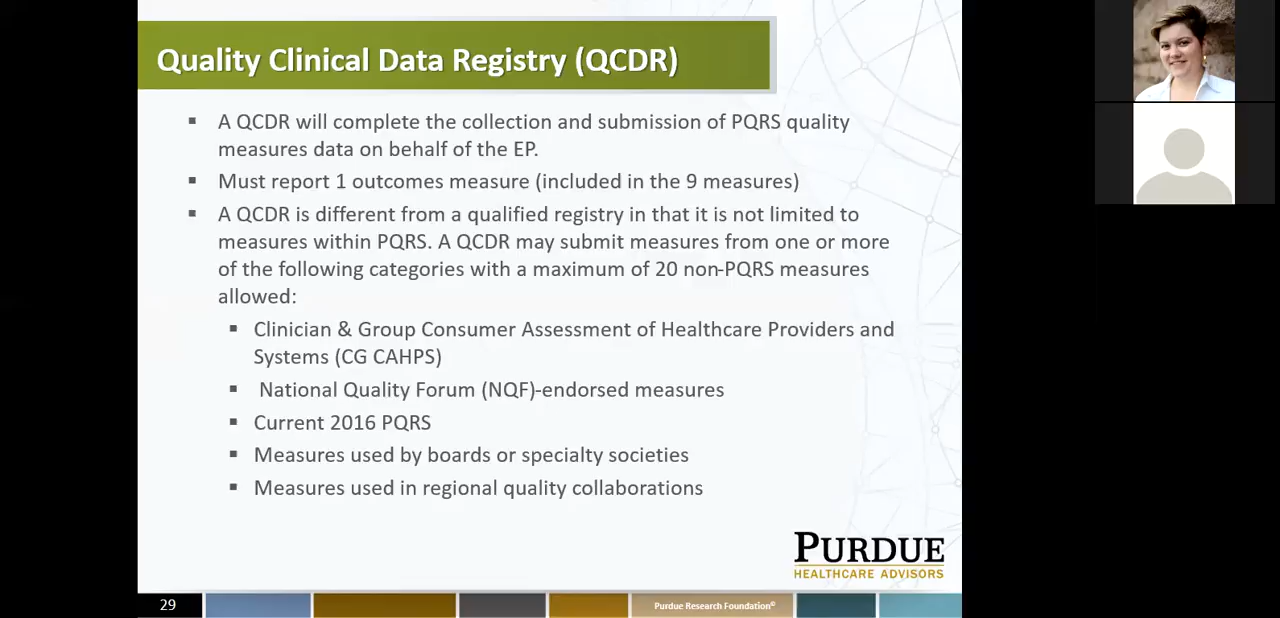 Quality Clinical Data Registry (QCDR)
▪ A QCDR will complete the collection and submission of PQRS quality
measures data on behalf of the EP.
▪ Must report 1 outcomes measure (included in the 9 measures)
▪ A QCDR is different from a qualified registry in that it is not limited to
measures within PQRS. A QCDR may submit measures from one or more
of the following categories with a maximum of 20 non-PQRS measures
allowed:
▪ Clinician & Group Consumer Assessment of Healthcare Providers and
Systems (CG CAHPS)
▪ National Quality Forum (NQF)-endorsed measures
▪ Current 2016 PQRS
▪ Measures used by boards or specialty societies
▪ Measures used in regional quality collaborations
PURDUE
HEALTHCARE ADVISORS
29
Purdue Research Foundation©